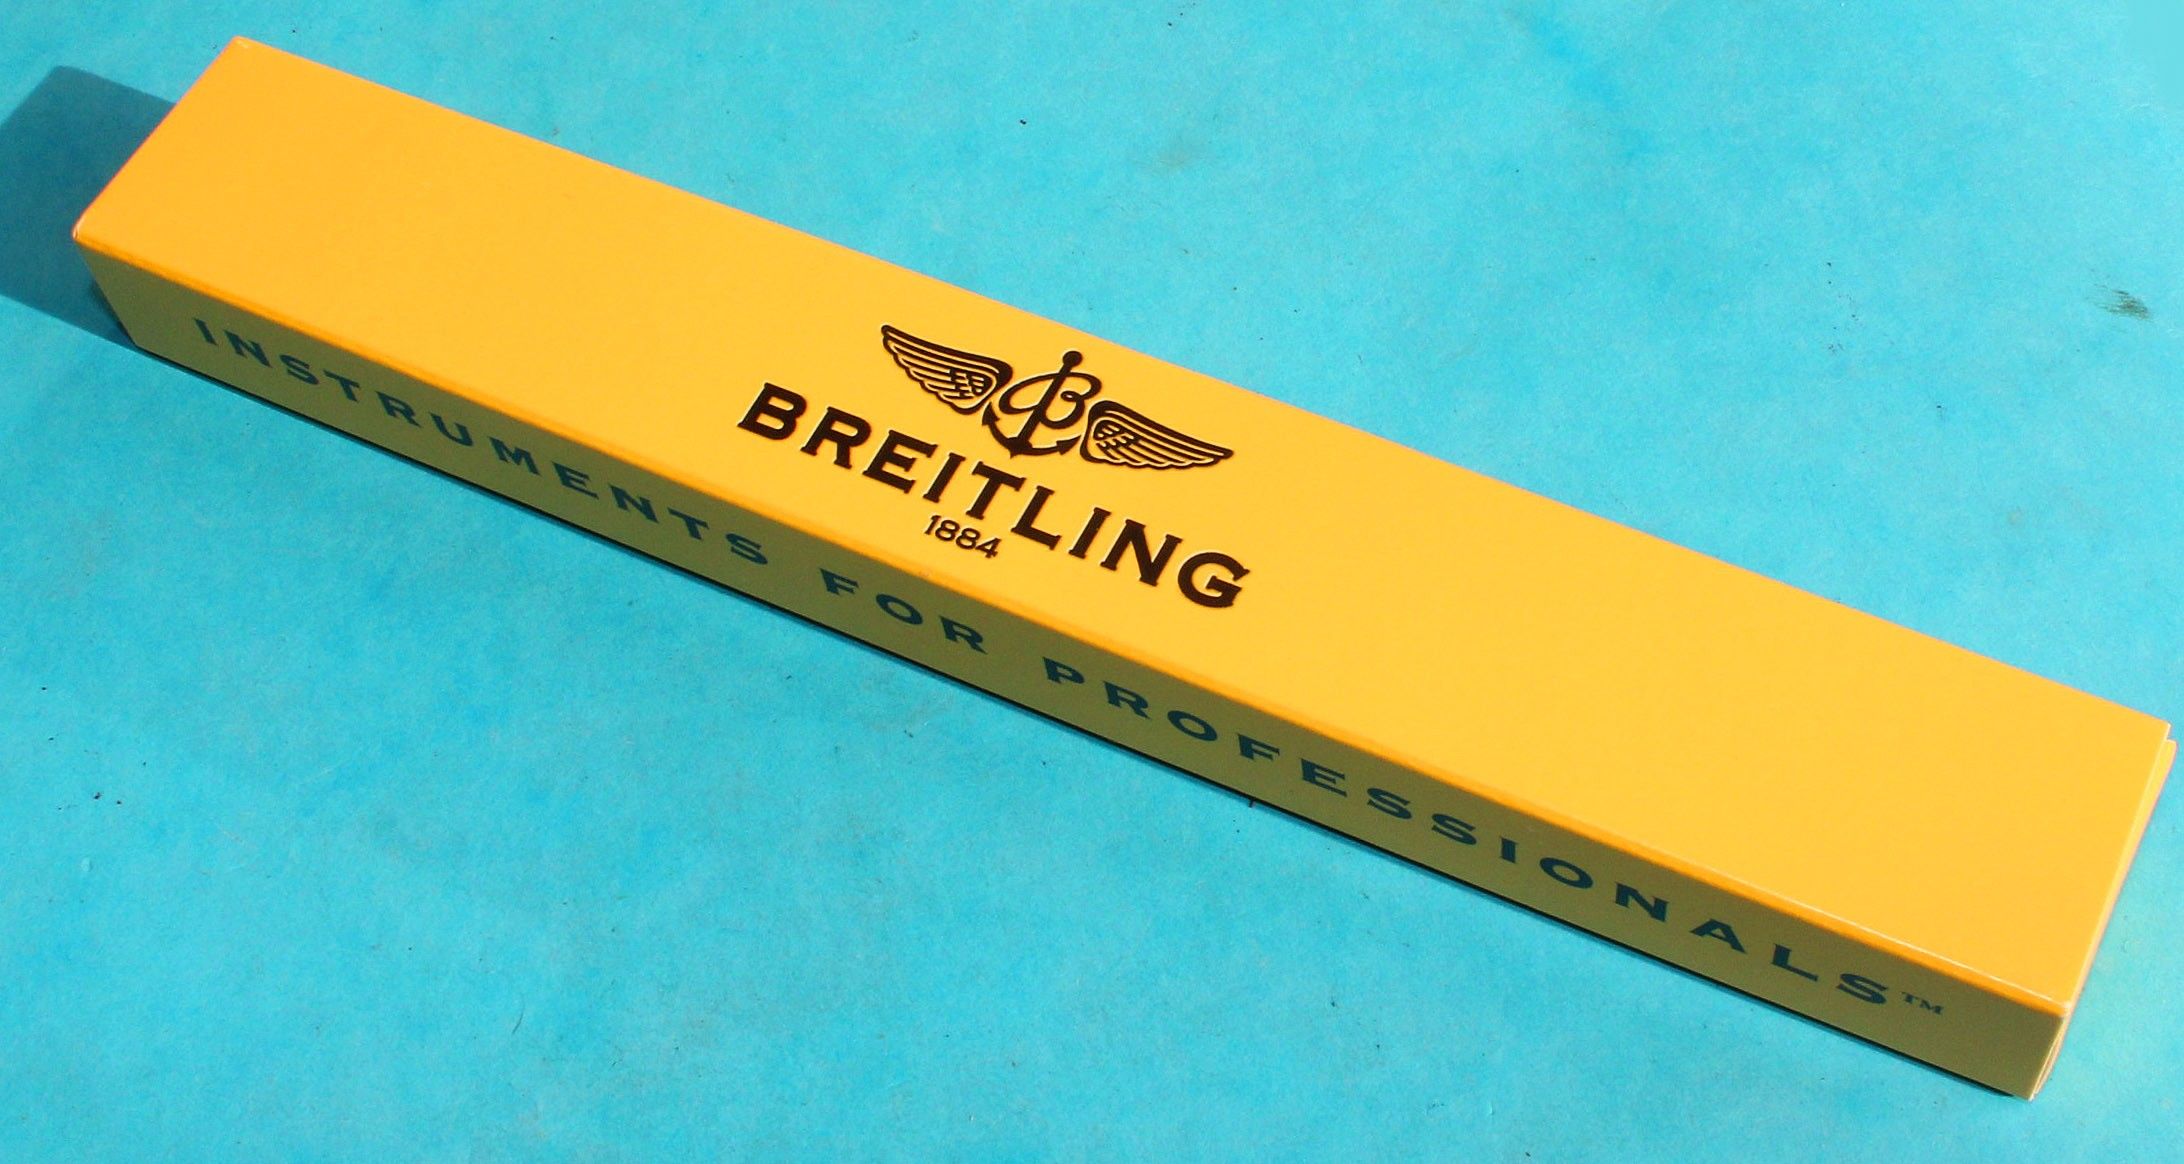 BREITLING
1884
INSTRUMENTS FOR PROFESSIONALS™